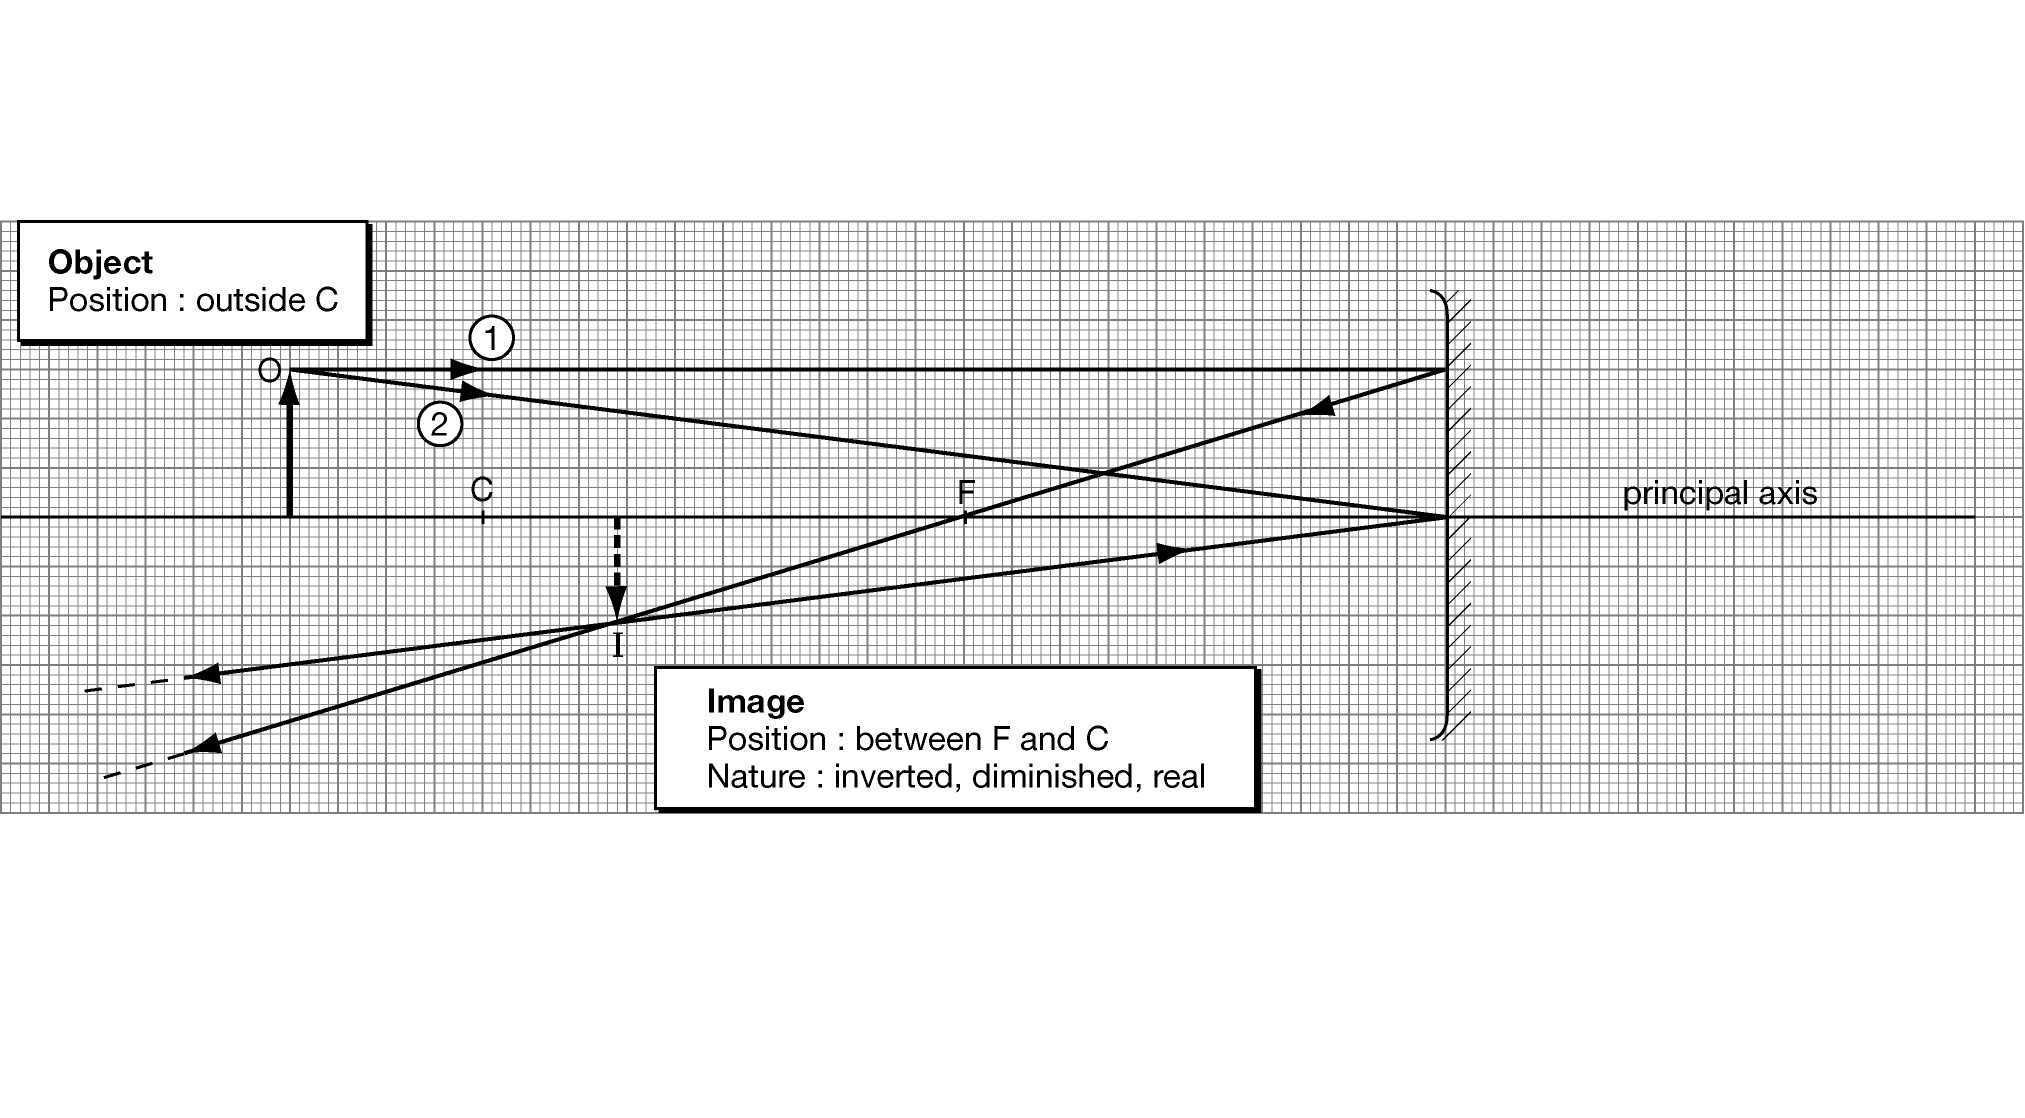 Object
Position : outside C
1
O
2
C
F
principal axis
I
Image
Position : between F and C
Nature : inverted, diminished, real